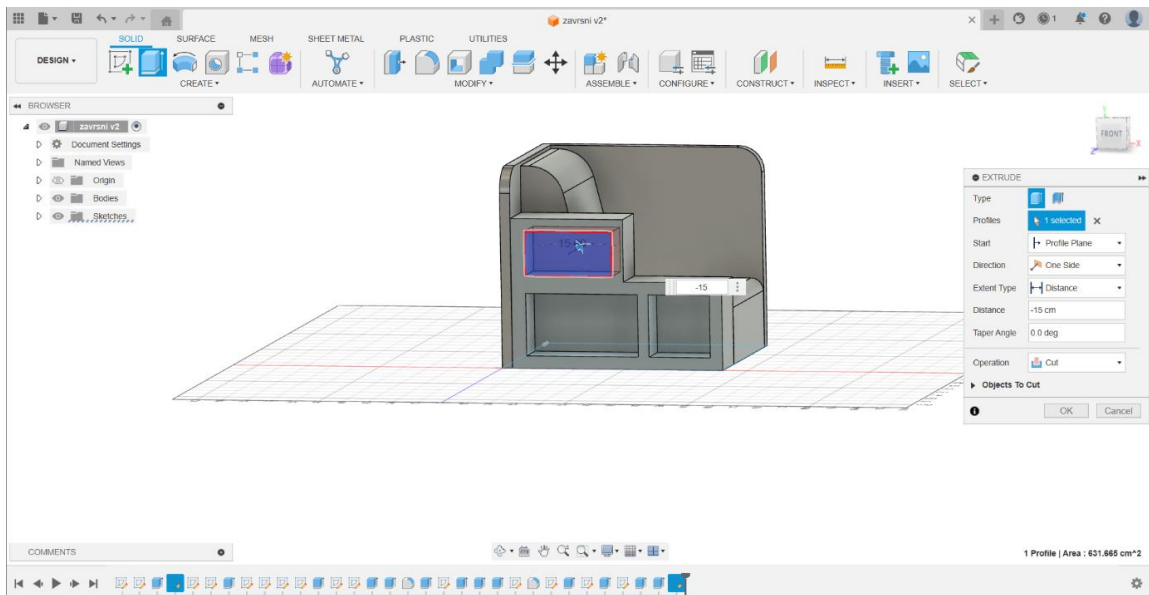 zavrsni v2*
1
DESIGN
SOLID SURFACE MESH SHEET METAL PLASTIC UTILITIES
CREATE AUTOMATE MODIFY ASSEMBLE CONFIGURE CONSTRUCT INSPECT INSERT SELECT
BROWSER
zavrsni v2
Document Settings
Named Views
Origin
Bodies
Sketches
FRONT
X
Z
-15
EXTRUDE
Type
Profiles 1 selected
Start Profile Plane
Direction One Side
Extent Type Distance
Distance -15 cm
Taper Angle 0.0 deg
Operation Cut
Objects To Cut
OK Cancel
COMMENTS
1 Profile | Area : 631.665 cm^2